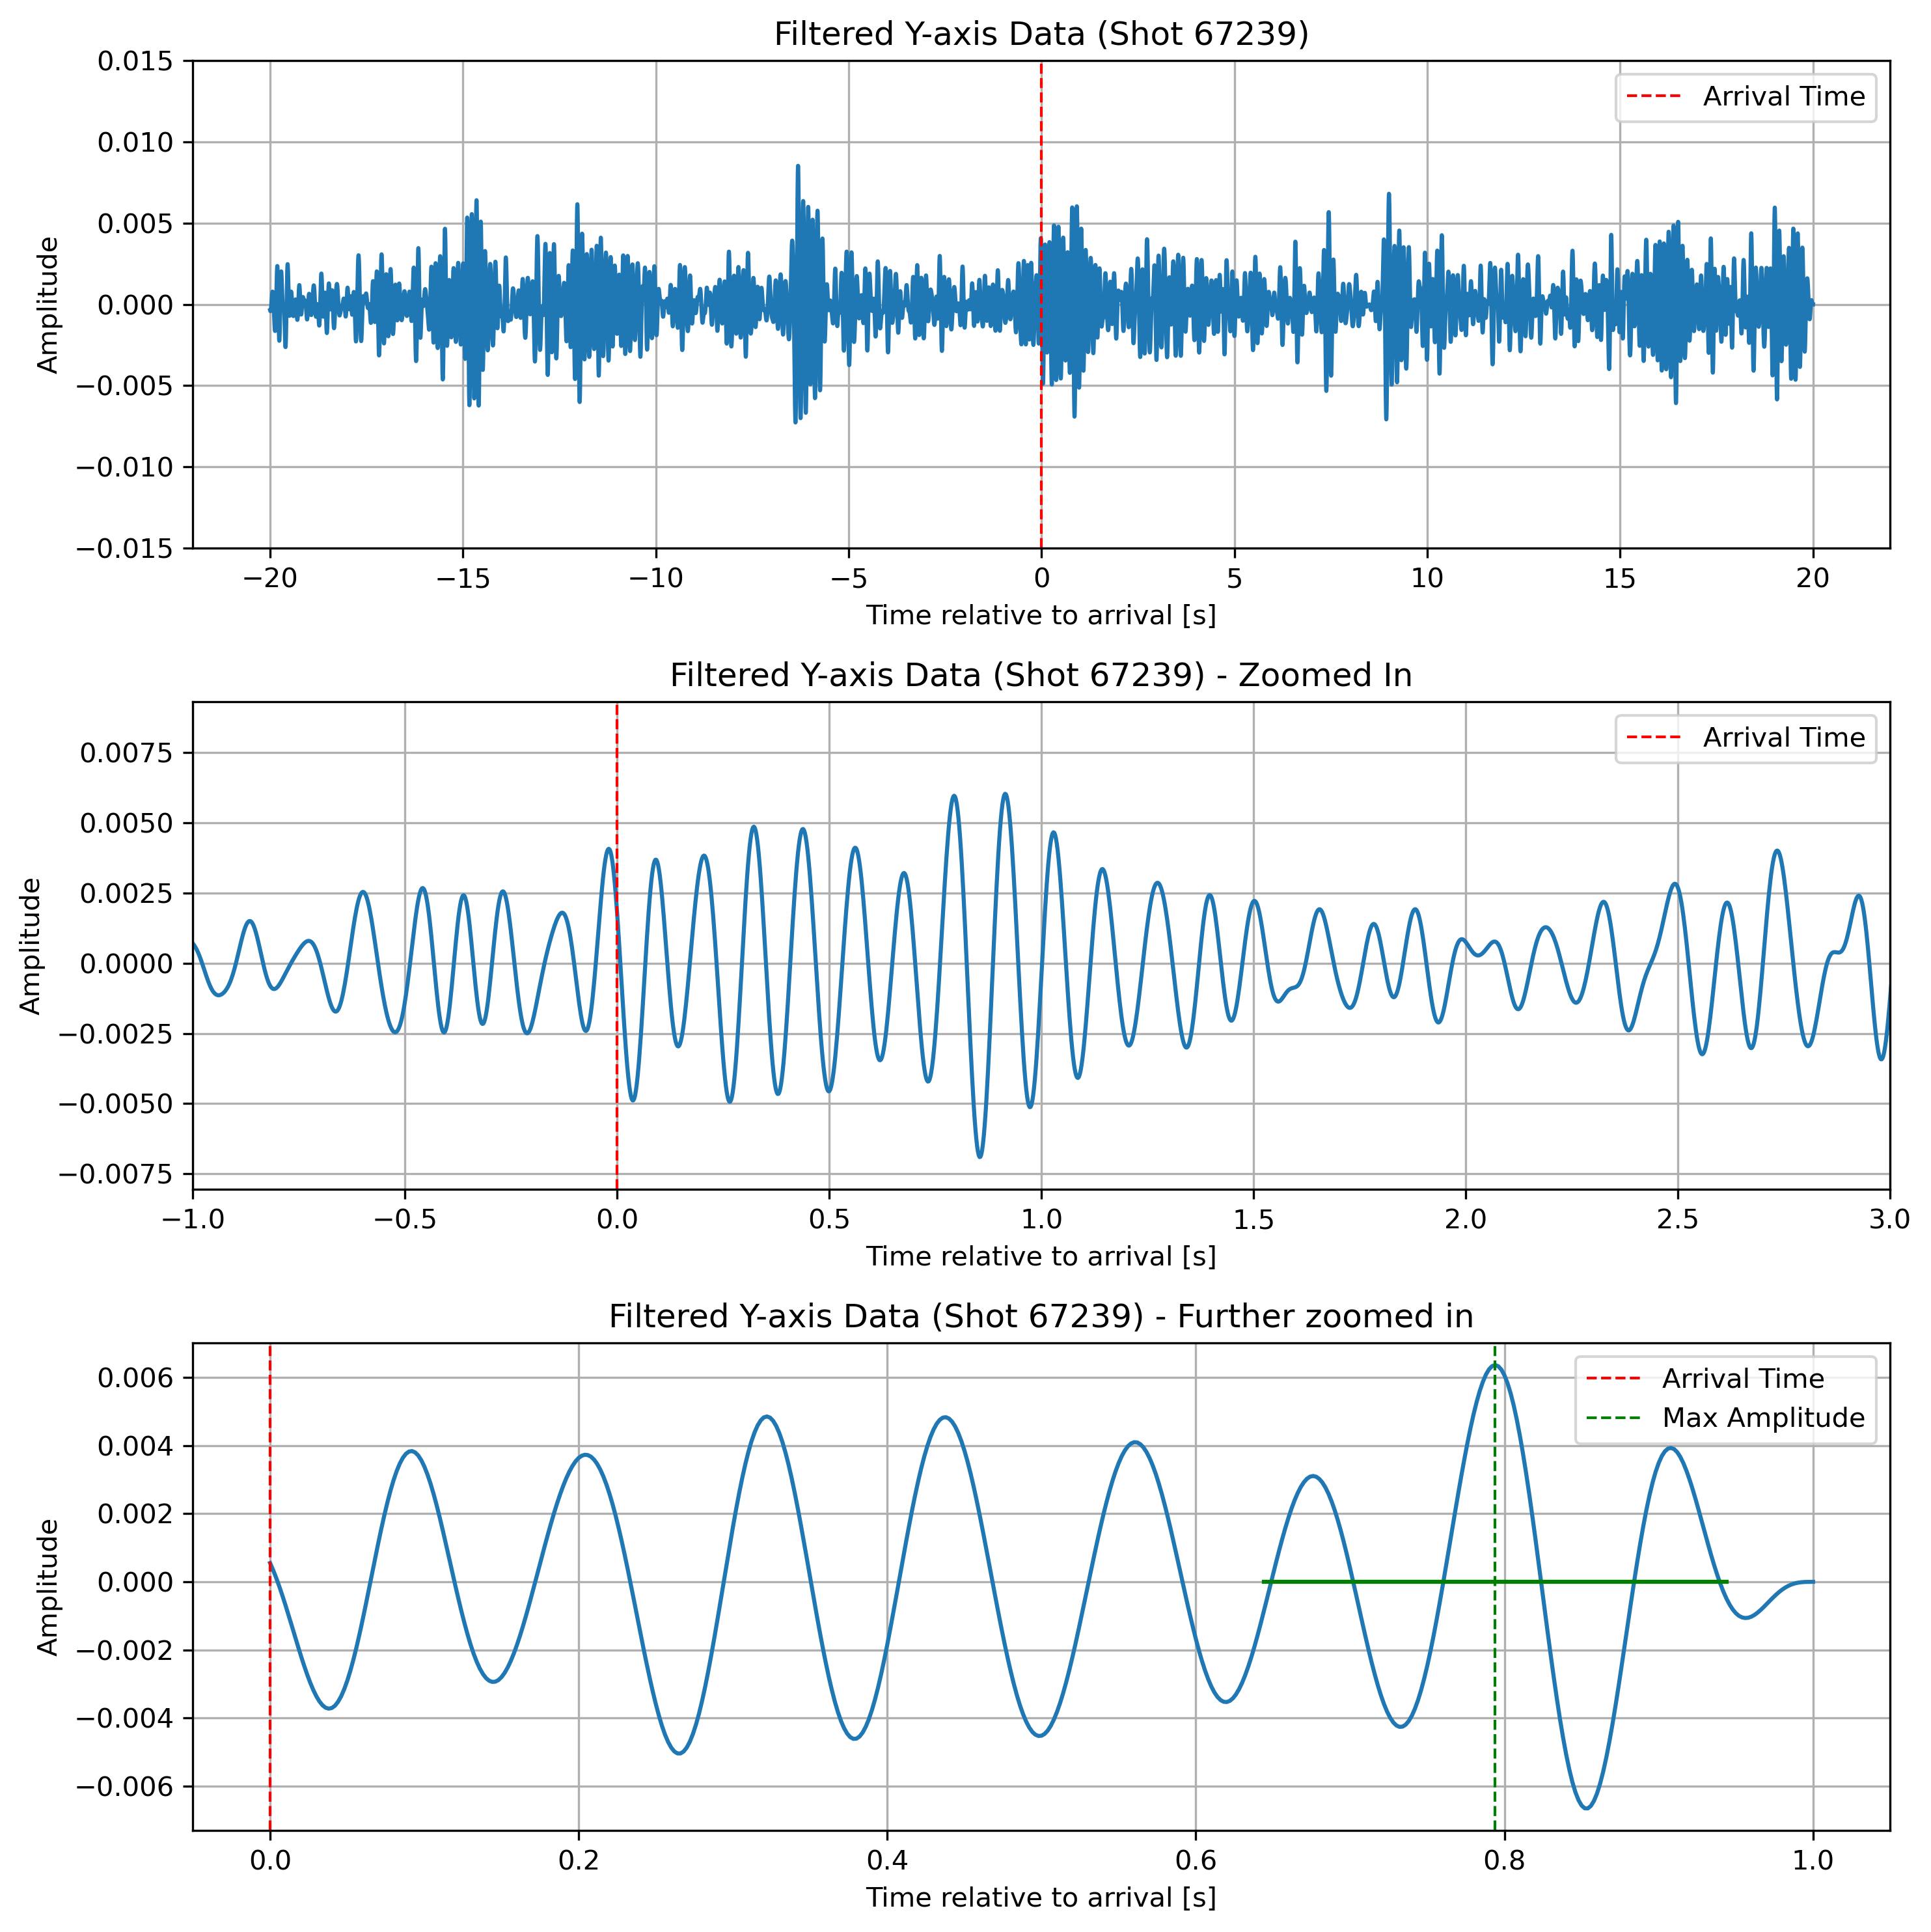 Filtered Y-axis Data (Shot 67239)
0.015
0.010
0.005
0.000
−0.005
−0.010
−0.015
Amplitude
Arrival Time
−20 −15 −10 −5 0 5 10 15 20
Time relative to arrival [s]
Filtered Y-axis Data (Shot 67239) - Zoomed In
0.0075
0.0050
0.0025
0.0000
−0.0025
−0.0050
−0.0075
Amplitude
Arrival Time
−1.0 −0.5 0.0 0.5 1.0 1.5 2.0 2.5 3.0
Time relative to arrival [s]
Filtered Y-axis Data (Shot 67239) - Further zoomed in
0.006
0.004
0.002
0.000
−0.002
−0.004
−0.006
Amplitude
Arrival Time
Max Amplitude
0.0 0.2 0.4 0.6 0.8 1.0
Time relative to arrival [s]